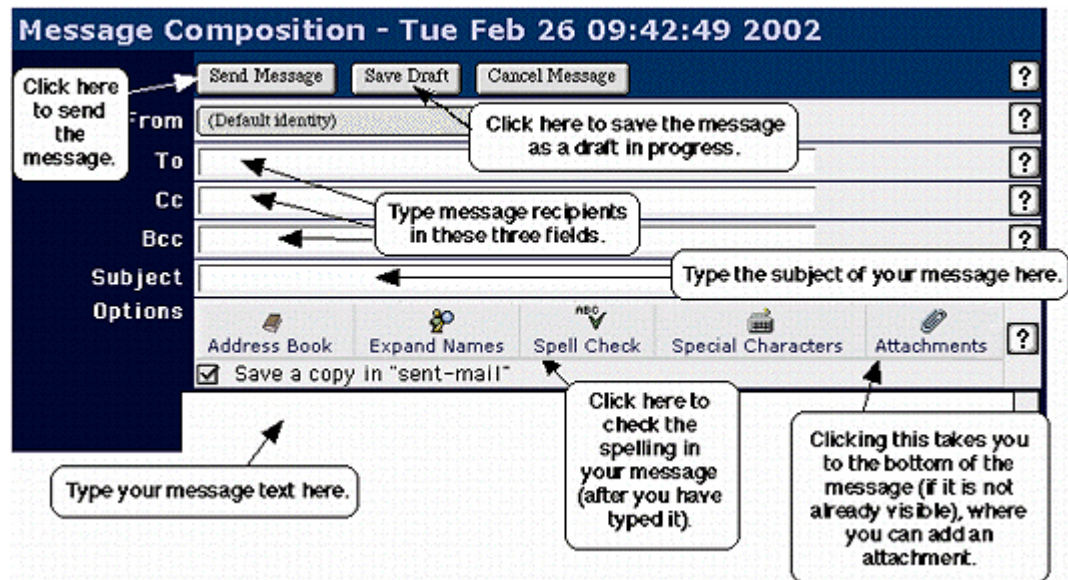 Message Composition - Tue Feb 26 09:42:49 2002
Send Message Save Draft Cancel Message ?
Click here
to send
the
message.
From (Default identity) ?
Click here to save the message
as a draft in progress.
To ?
Cc ?
Type message recipients
in these three fields.
Bcc ?
Subject
Type the subject of your message here.
Options
Address Book Expand Names Spell Check Special Characters Attachments ?
Save a copy in "sent-mail"
Type your message text here.
Click here to
check the
spelling in
your message
(after you have
typed it).
Clicking this takes you
to the bottom of the
message (if it is not
already visible), where
you can add an
attachment.